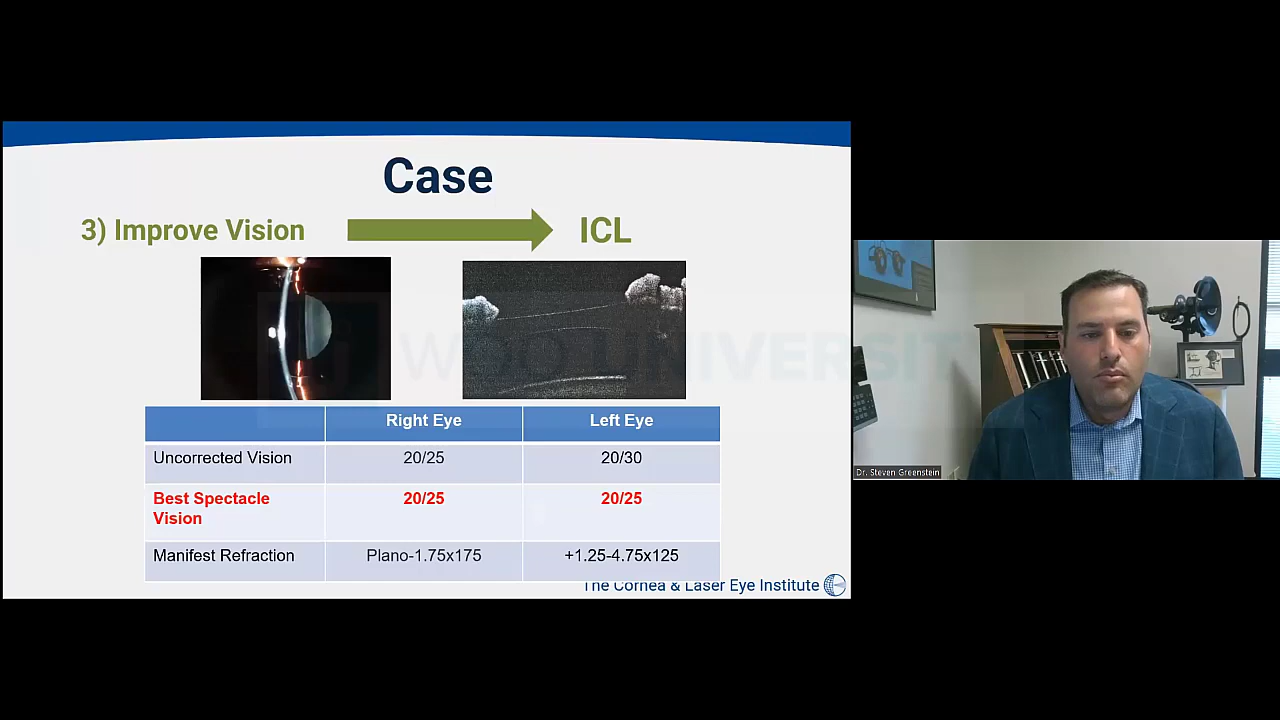 Case
3) Improve Vision
ICL
Right Eye
Left Eye
Uncorrected Vision
20/25
20/30
Best Spectacle
Vision
20/25
20/25
Manifest Refraction
Plano-1.75x175
+1.25-4.75x125
The Cornea & Laser Eye Institute
WCO UNIVERSITY
Dr. Steven Greenstein